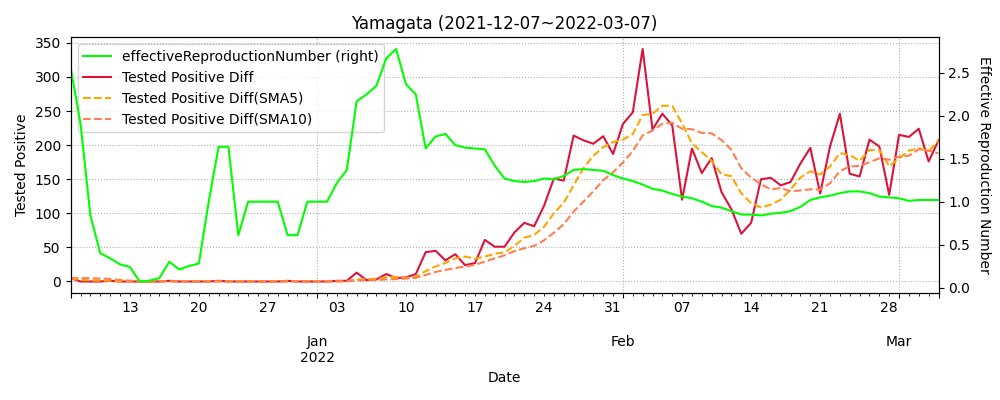 Yamagata (2021-12-07~2022-03-07)
effectiveReproductionNumber (right)
Tested Positive Diff
Tested Positive Diff(SMA5)
Tested Positive Diff(SMA10)
Tested Positive
350
300
250
200
150
100
50
0
Effective Reproduction Number
2.5
2.0
1.5
1.0
0.5
0.0
13 20 27 03 10 17 24 31 07 14 21 28
Jan Feb Mar
2022
Date